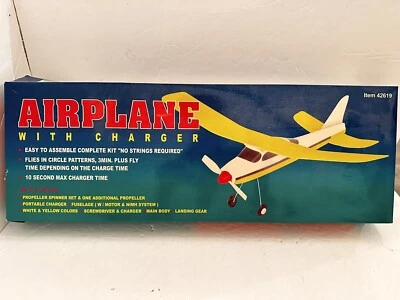 Item 42619
AIRPLANE
WITH CHARGER
• EASY TO ASSEMBLE COMPLETE KIT "NO STRINGS REQUIRED"
• FLIES IN CIRCLE PATTERNS, 3MIN. PLUS FLY
TIME DEPENDING ON THE CHARGE TIME
• 10 SECOND MAX CHARGER TIME
PROPELLER SPINNER SET & ONE ADDITIONAL PROPELLER
PORTABLE CHARGER FUSELAGE ( W / MOTOR & NIMH SYSTEM )
WHITE & YELLOW COLORS SCREWDRIVER & CHARGER MAIN BODY LANDING GEAR